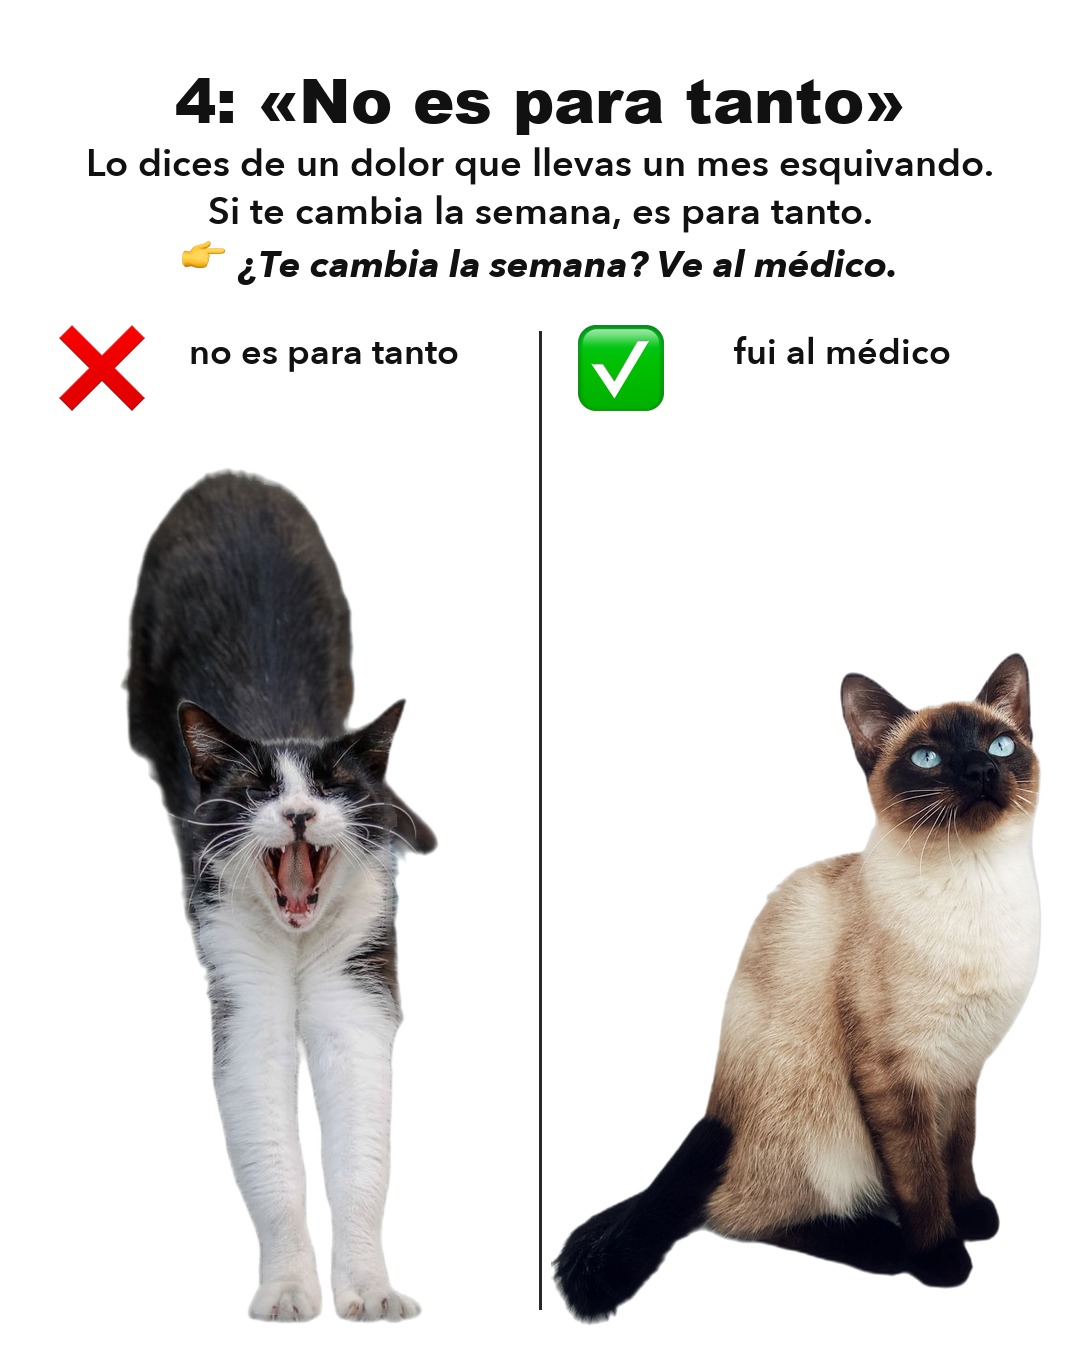 4: «No es para tanto»
Lo dices de un dolor que llevas un mes esquivando.
Si te cambia la semana, es para tanto.
👉 ¿Te cambia la semana? Ve al médico.
❌ no es para tanto
✅ fui al médico